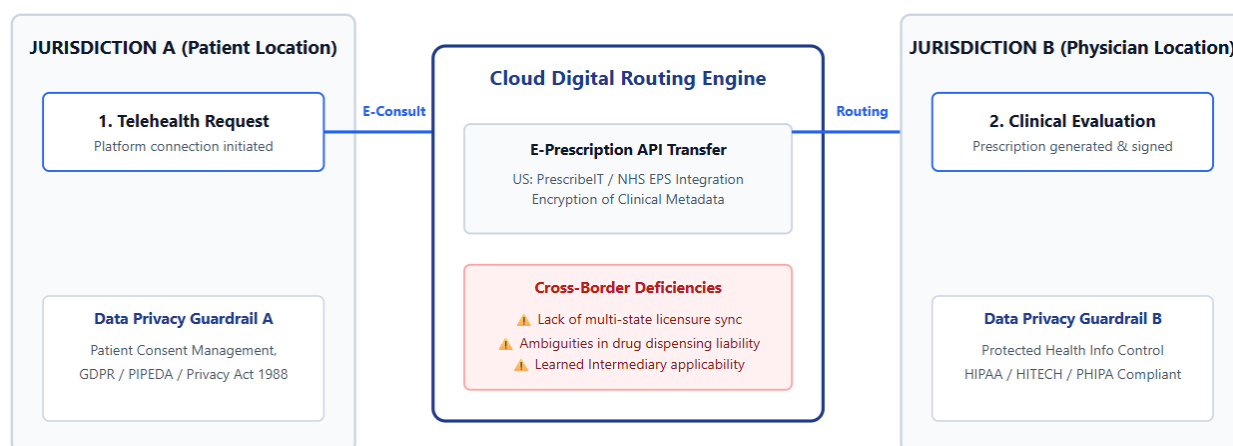 JURISDICTION A (Patient Location)
1. Telehealth Request
Platform connection initiated
Data Privacy Guardrail A
Patient Consent Management,
GDPR / PIPEDA / Privacy Act 1988
E-Consult
Cloud Digital Routing Engine
E-Prescription API Transfer
US: PrescribeIT / NHS EPS Integration
Encryption of Clinical Metadata
Cross-Border Deficiencies
⚠️ Lack of multi-state licensure sync
⚠️ Ambiguities in drug dispensing liability
⚠️ Learned Intermediary applicability
Routing
JURISDICTION B (Physician Location)
2. Clinical Evaluation
Prescription generated & signed
Data Privacy Guardrail B
Protected Health Info Control
HIPAA / HITECH / PHIPA Compliant